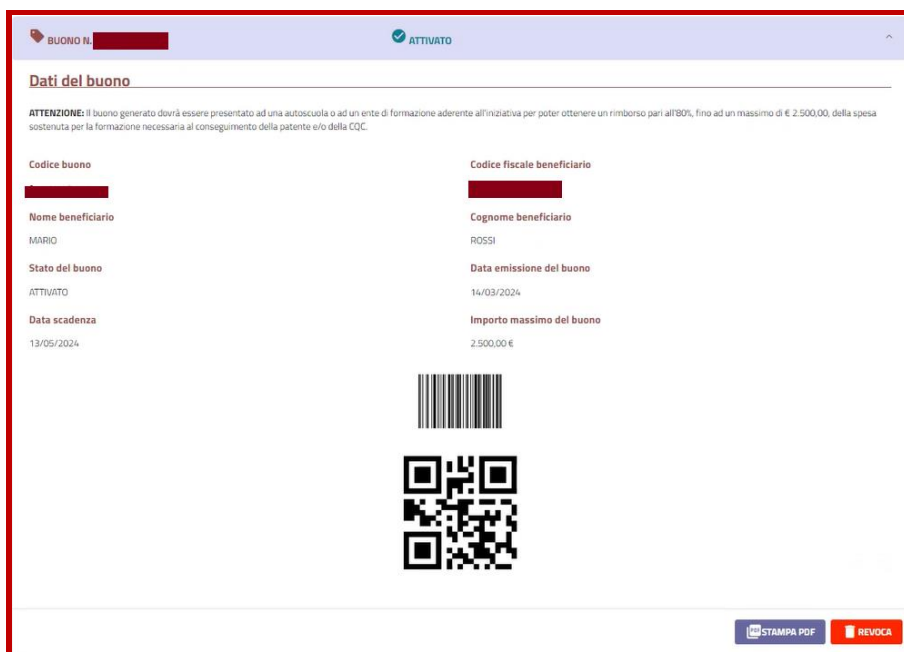 BUONO N.
ATTIVATO
Dati del buono
ATTENZIONE: Il buono generato dovrà essere presentato ad una autoscuola o ad un ente di formazione aderente all'iniziativa per poter ottenere un rimborso pari all'80%, fino ad un massimo di € 2.500,00, della spesa
sostenuta per la formazione necessaria al conseguimento della patente e/o della CQC.
Codice buono
Codice fiscale beneficiario
Nome beneficiario
Cognome beneficiario
MARIO
ROSSI
Stato del buono
Data emissione del buono
ATTIVATO
14/03/2024
Data scadenza
Importo massimo del buono
13/05/2024
2.500,00 €
STAMPA PDF
REVOCA